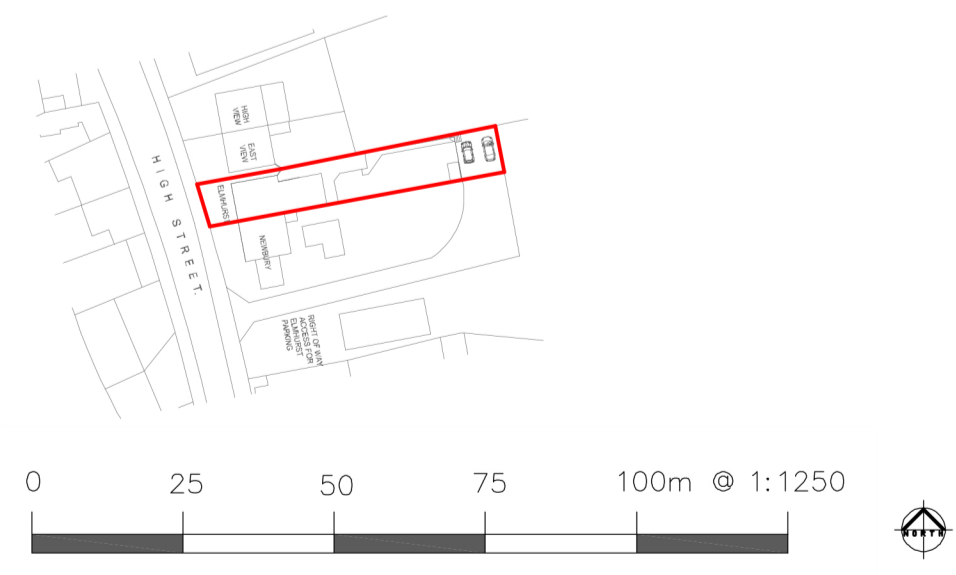 HIGH
VIEW
EAST
VIEW
ELMHURST
NEWBURY
HIGH STREET.
RIGHT OF WAY
ACCESS FOR
ELMHURST
PARKING
0 25 50 75 100m @ 1:1250
NORTH